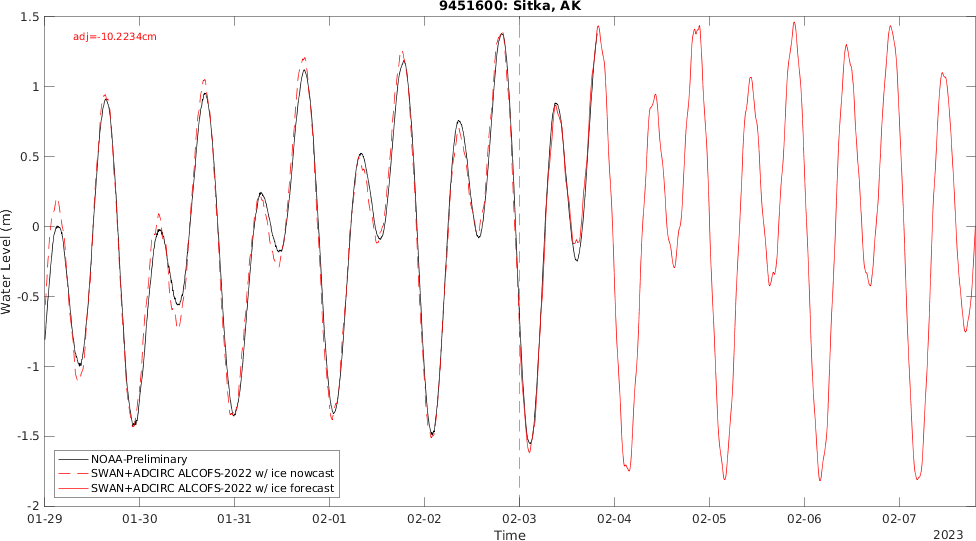 9451600: Sitka, AK
adj=-10.2234cm
1.5
1
0.5
0
-0.5
-1
-1.5
-2
Water Level (m)
NOAA-Preliminary
SWAN+ADCIRC ALCOFS-2022 w/ ice nowcast
SWAN+ADCIRC ALCOFS-2022 w/ ice forecast
01-29 01-30 01-31 02-01 02-02 02-03 02-04 02-05 02-06 02-07
Time
2023